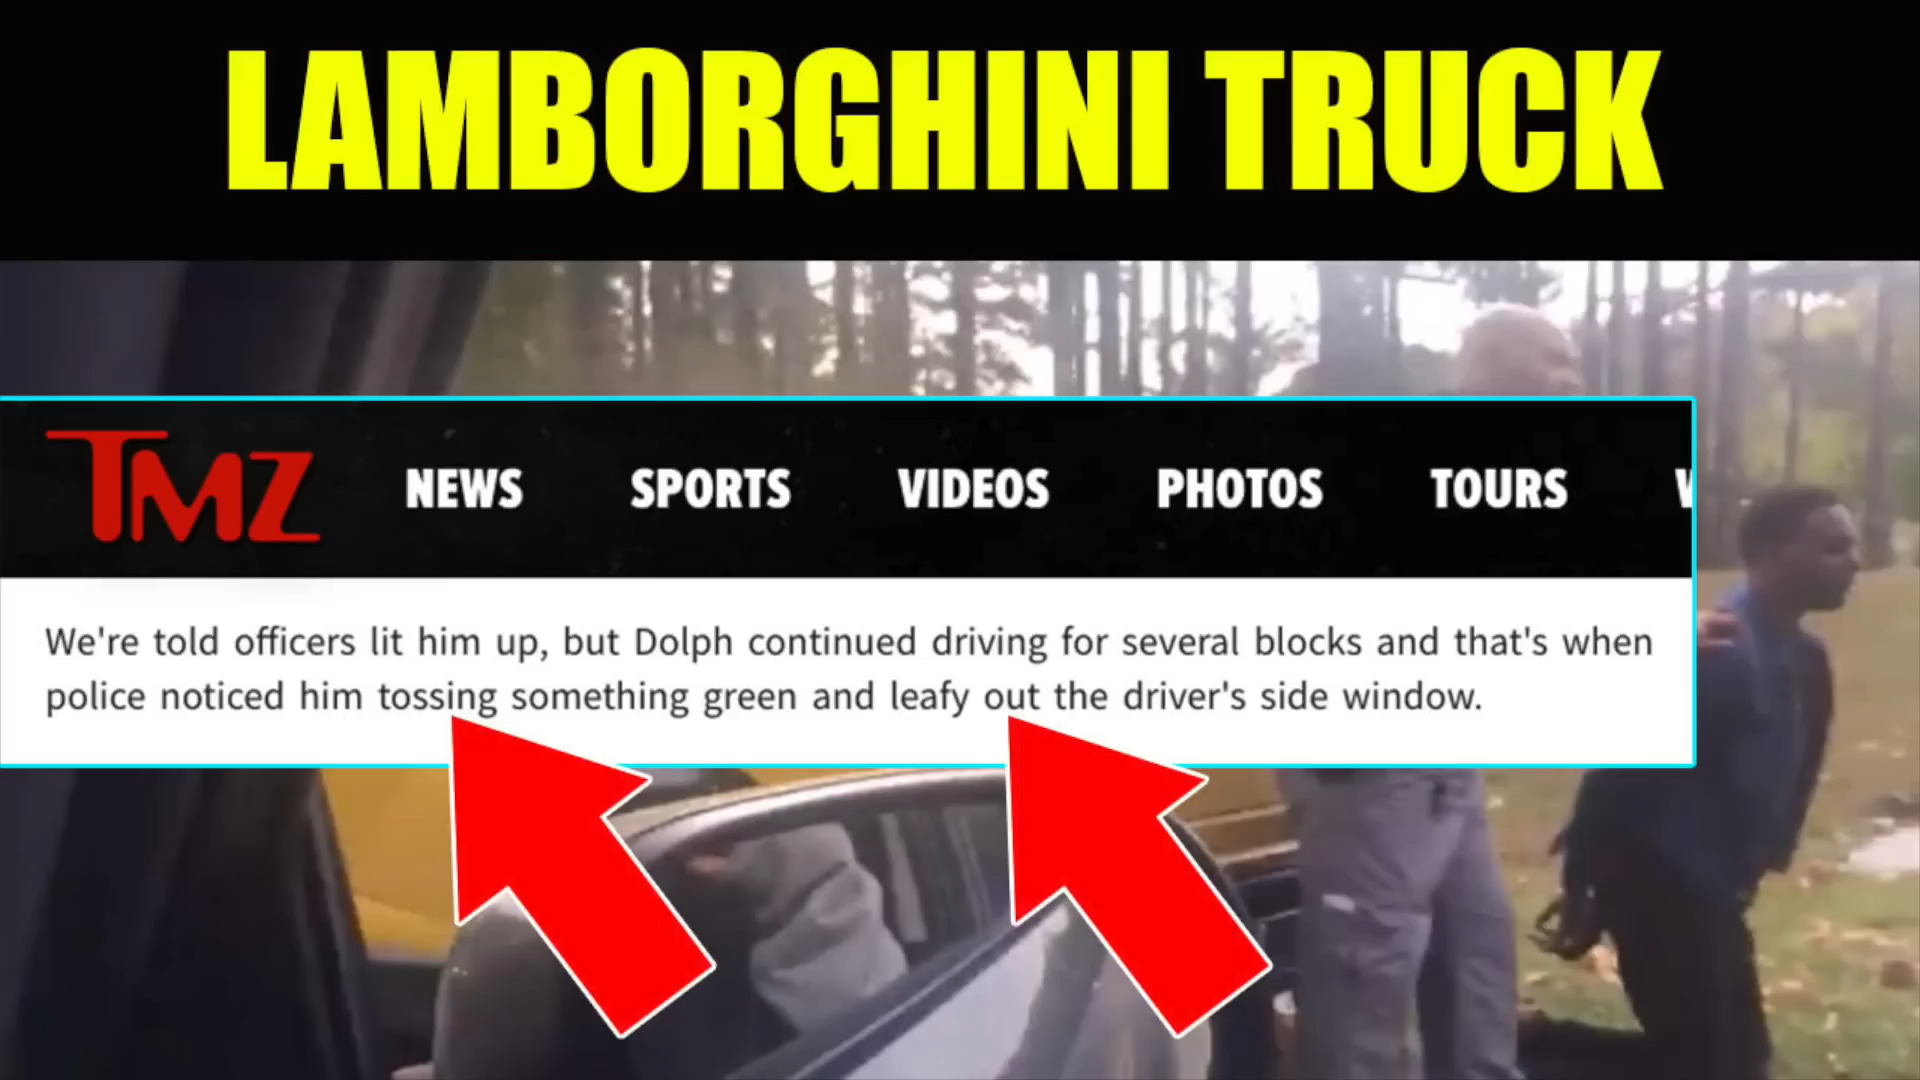 LAMBORGHINI TRUCK
TMZ NEWS SPORTS VIDEOS PHOTOS TOURS
We're told officers lit him up, but Dolph continued driving for several blocks and that's when
police noticed him tossing something green and leafy out the driver's side window.